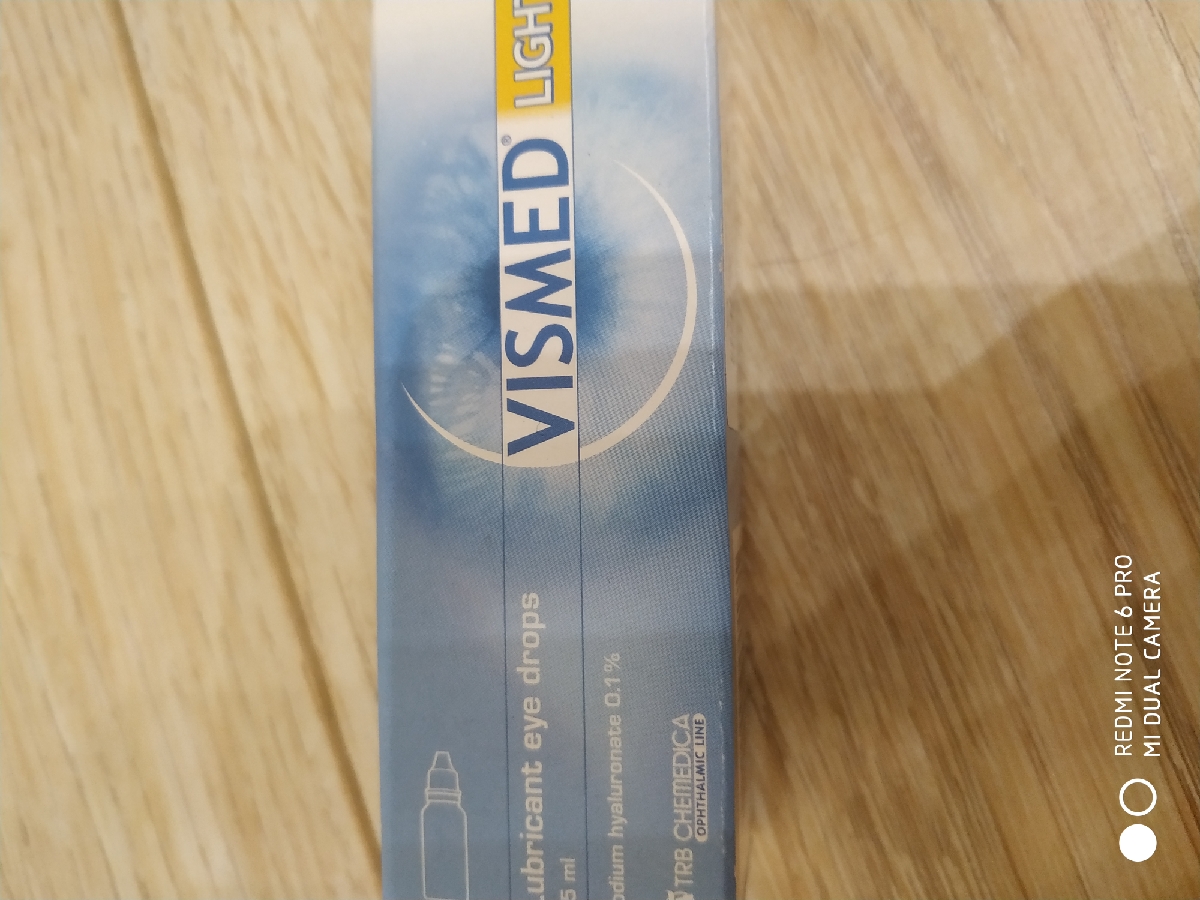 VISMED® LIGHT
ubricant eye drops
5 ml
odium hyaluronate 0.1%
TRB CHEMEDICA
OPHTHALMIC LINE
REDMI NOTE 6 PRO
MI DUAL CAMERA